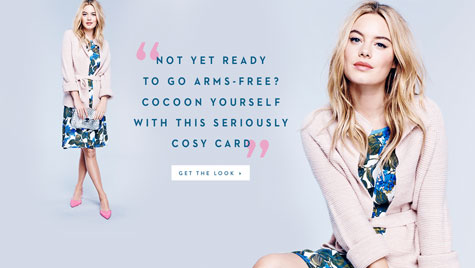 “NOT YET READY
TO GO ARMS-FREE?
COCOON YOURSELF
WITH THIS SERIOUSLY
COSY CARD”
GET THE LOOK ›